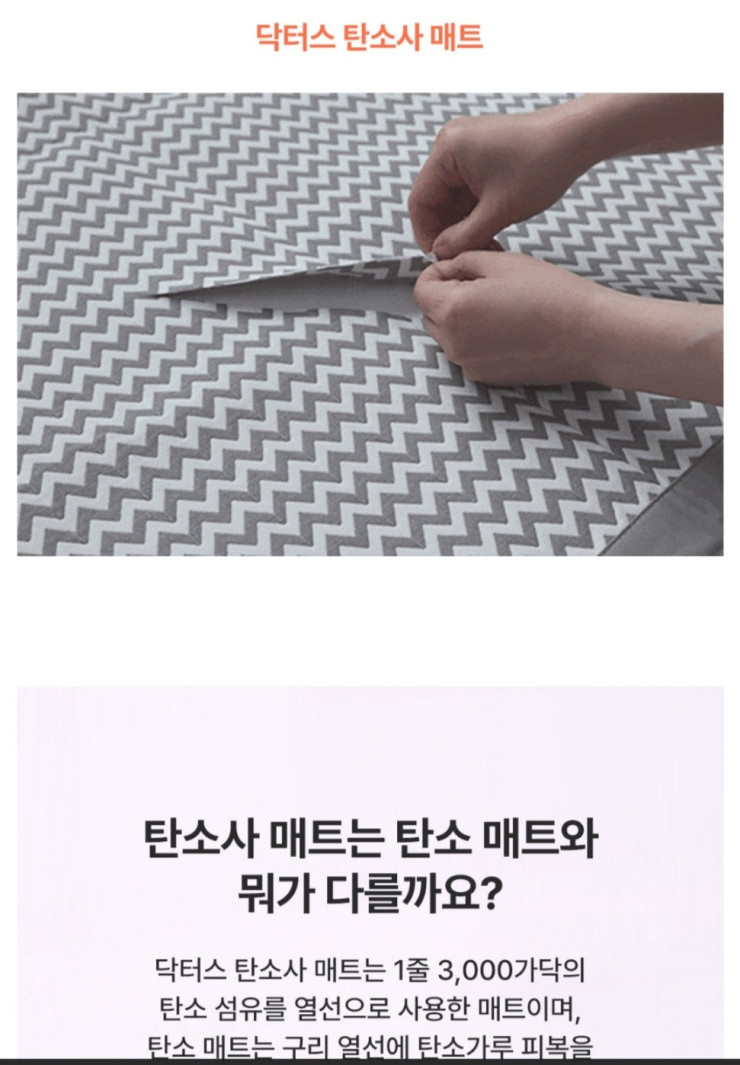 닥터스 탄소사 매트
탄소사 매트는 탄소 매트와
뭐가 다를까요?
닥터스 탄소사 매트는 1줄 3,000가닥의
탄소 섬유를 열선으로 사용한 매트이며,
탄소 매트는 구리 열선에 탄소가루 피복을